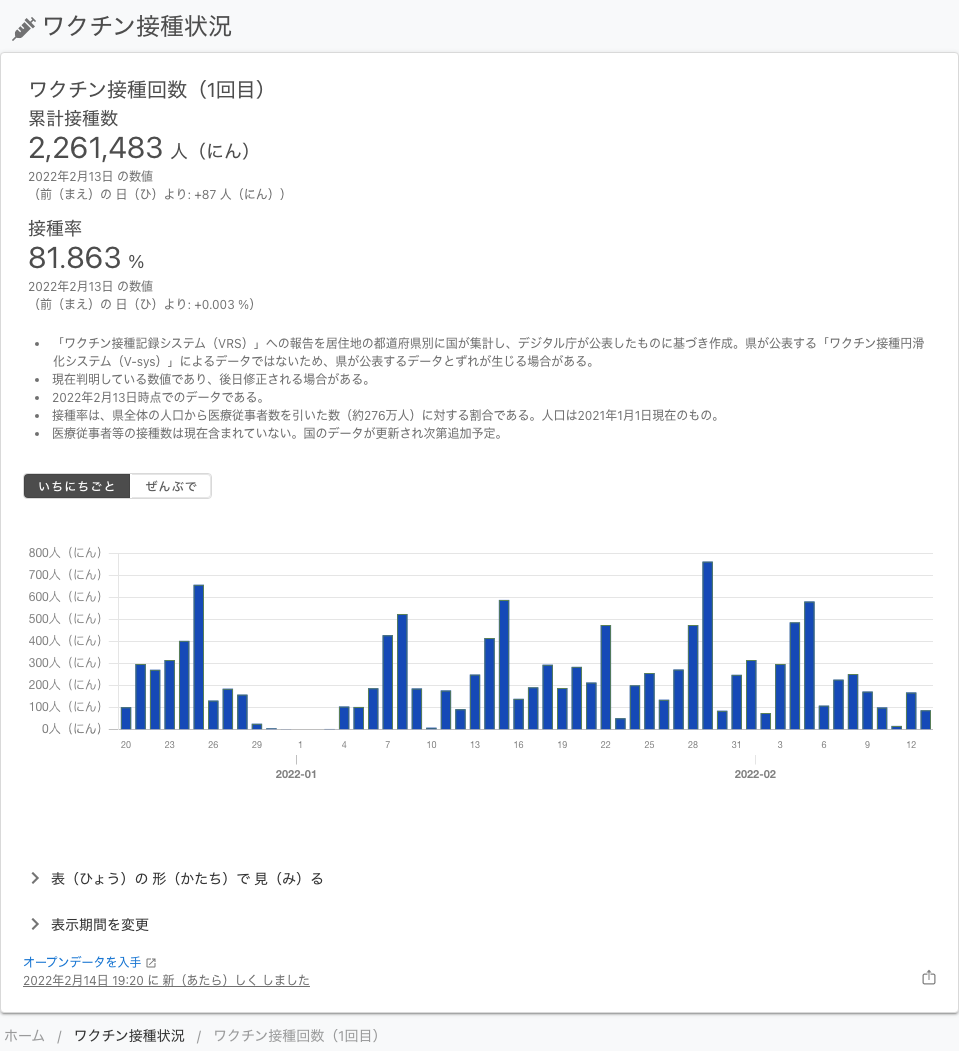 ワクチン接種状況
ワクチン接種回数（1回目）
累計接種数
2,261,483 人（にん）
2022年2月13日 の数値
（前（まえ）の 日（ひ）より: +87 人（にん））
接種率
81.863 %
2022年2月13日 の数値
（前（まえ）の 日（ひ）より: +0.003 %）
• 「ワクチン接種記録システム（VRS）」への報告を居住地の都道府県別に国が集計し、デジタル庁が公表したものに基づき作成。県が公表する「ワクチン接種円滑
化システム（V-sys）」によるデータではないため、県が公表するデータとずれが生じる場合がある。
• 現在判明している数値であり、後日修正される場合がある。
• 2022年2月13日時点でのデータである。
• 接種率は、県全体の人口から医療従事者数を引いた数（約276万人）に対する割合である。人口は2021年1月1日現在のもの。
• 医療従事者等の接種数は現在含まれていない。国のデータが更新され次第追加予定。
いちにちごと ぜんぶで
800人（にん）
700人（にん）
600人（にん）
500人（にん）
400人（にん）
300人（にん）
200人（にん）
100人（にん）
0人（にん）
20 23 26 29 1 4 7 10 13 16 19 22 25 28 31 3 6 9 12
2022-01 2022-02
表（ひょう）の 形（かたち）で 見（み）る
表示期間を変更
オープンデータを入手
2022年2月14日 19:20 に 新（あたら）しく しました
ホーム / ワクチン接種状況 / ワクチン接種回数（1回目）